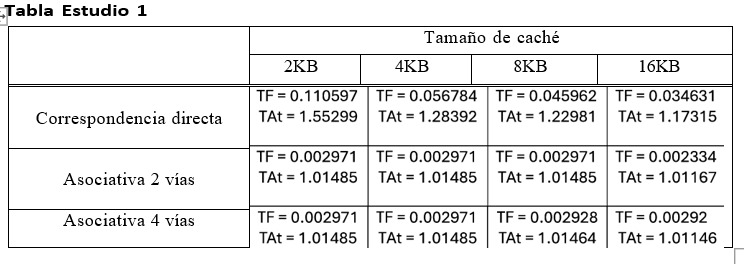 Tabla Estudio 1
Tamaño de caché
2KB 4KB 8KB 16KB
Correspondencia directa
TF = 0.110597 TF = 0.056784 TF = 0.045962 TF = 0.034631
TAt = 1.55299 TAt = 1.28392 TAt = 1.22981 TAt = 1.17315
Asociativa 2 vías
TF = 0.002971 TF = 0.002971 TF = 0.002971 TF = 0.002334
TAt = 1.01485 TAt = 1.01485 TAt = 1.01485 TAt = 1.01167
Asociativa 4 vías
TF = 0.002971 TF = 0.002971 TF = 0.002928 TF = 0.00292
TAt = 1.01485 TAt = 1.01485 TAt = 1.01464 TAt = 1.01146